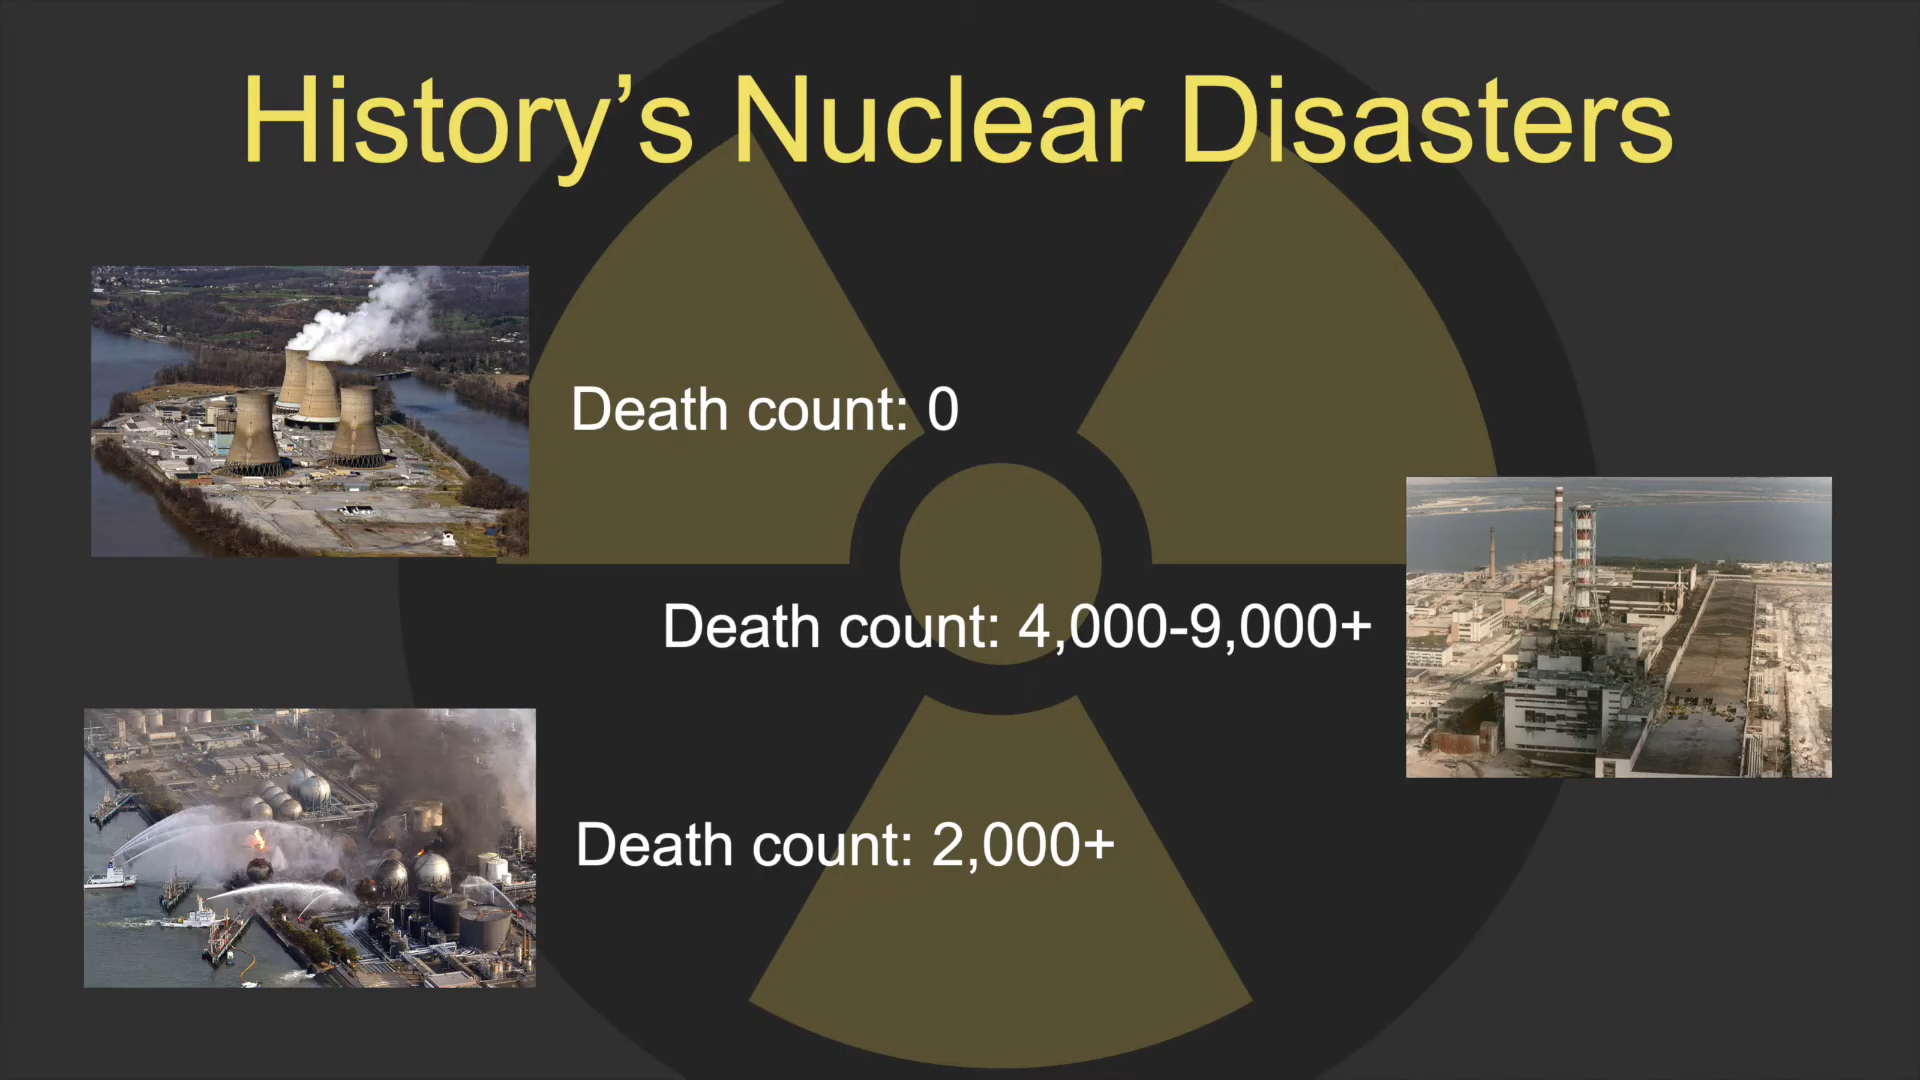 History’s Nuclear Disasters
Death count: 0
Death count: 4,000-9,000+
Death count: 2,000+